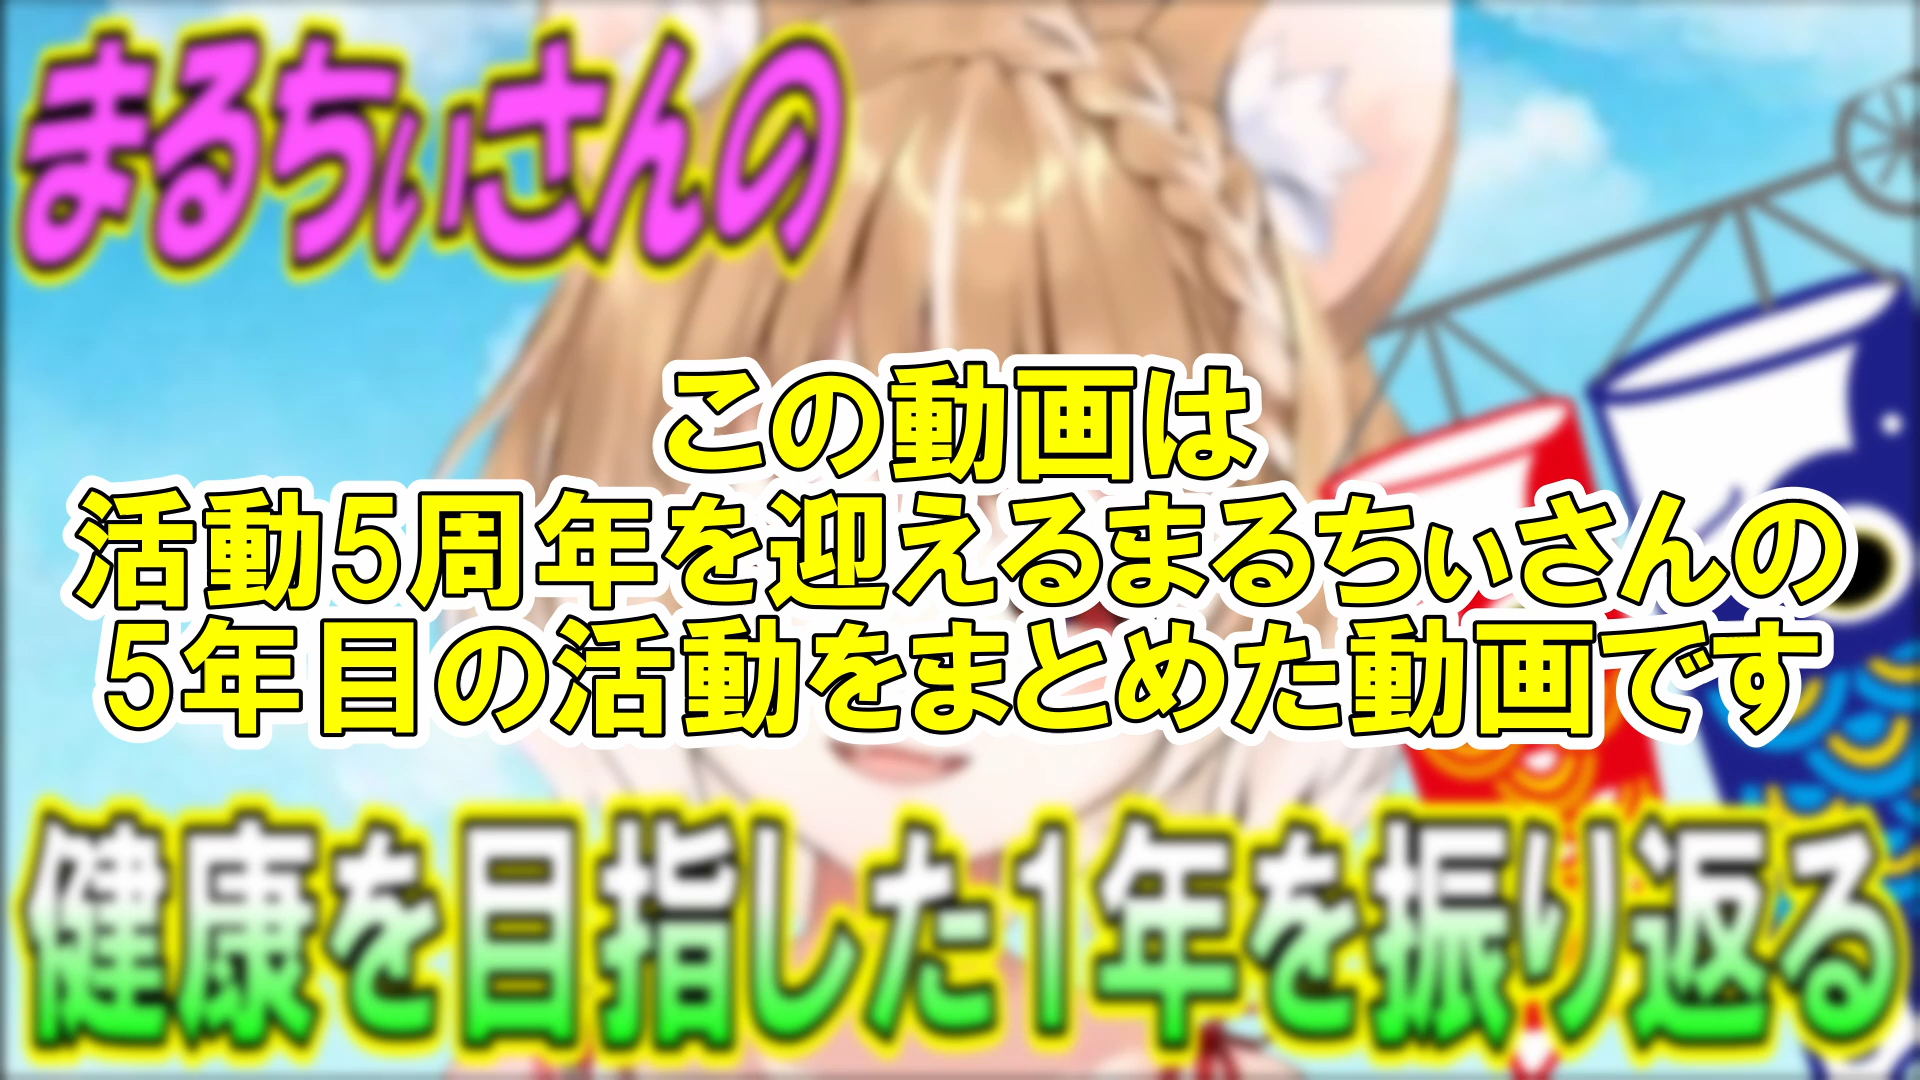 まるちぃさんの
この動画は
活動5周年を迎えるまるちぃさんの
5年目の活動をまとめた動画です
健康を目指した1年を振り返る